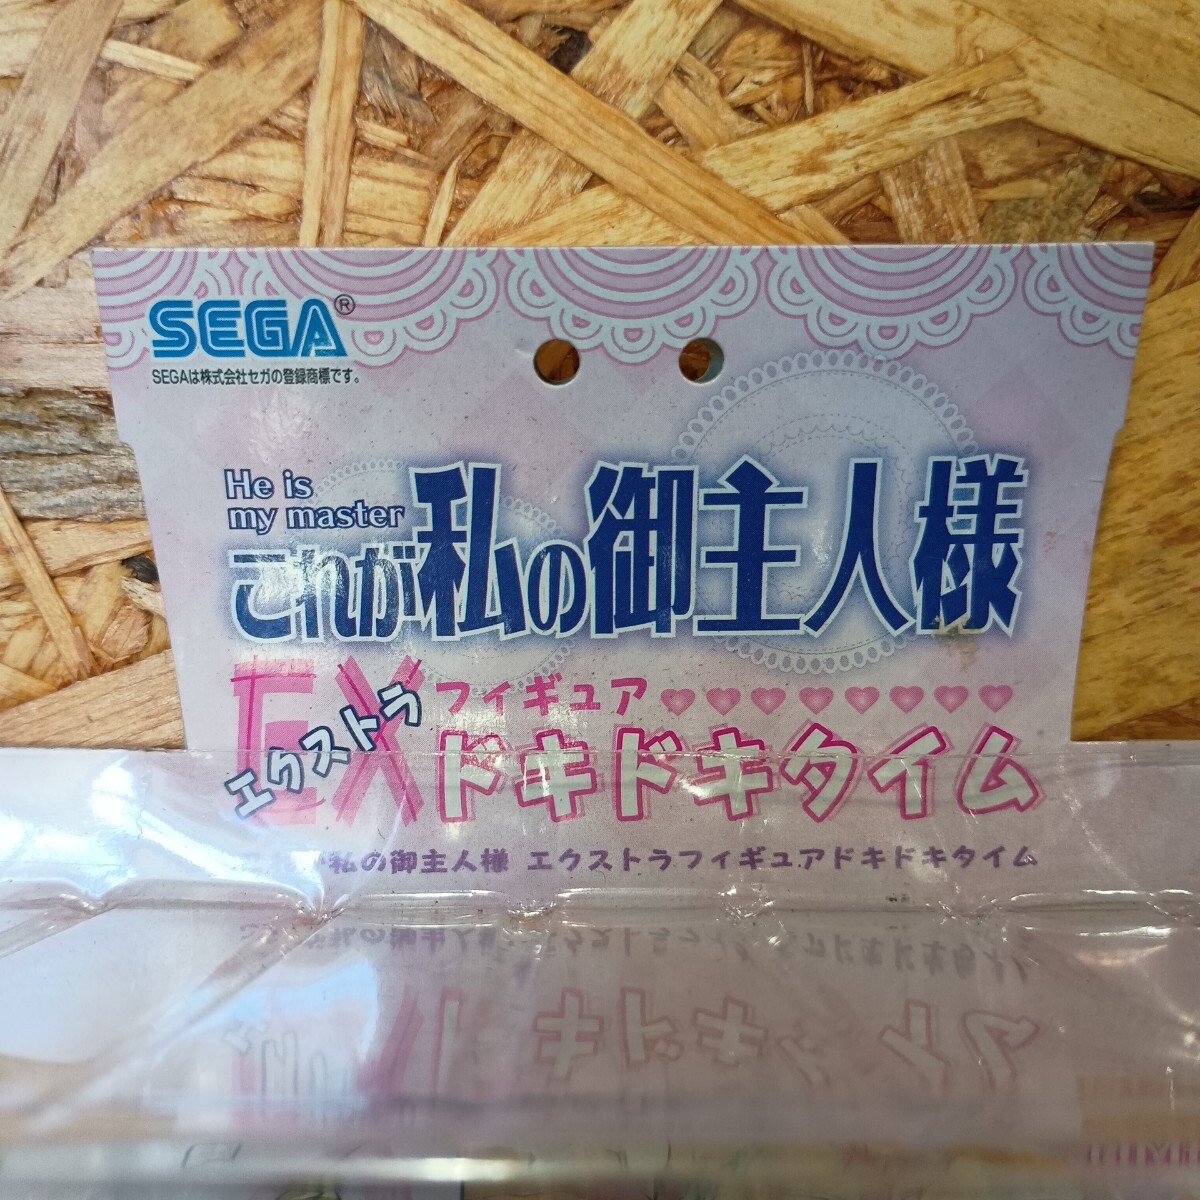 SEGA®
SEGAは株式会社セガの登録商標です。
He is
my master
これが私の御主人様
EX
エクストラ
フィギュア
ドキドキタイム
これが私の御主人様 エクストラフィギュアドキドキタイム